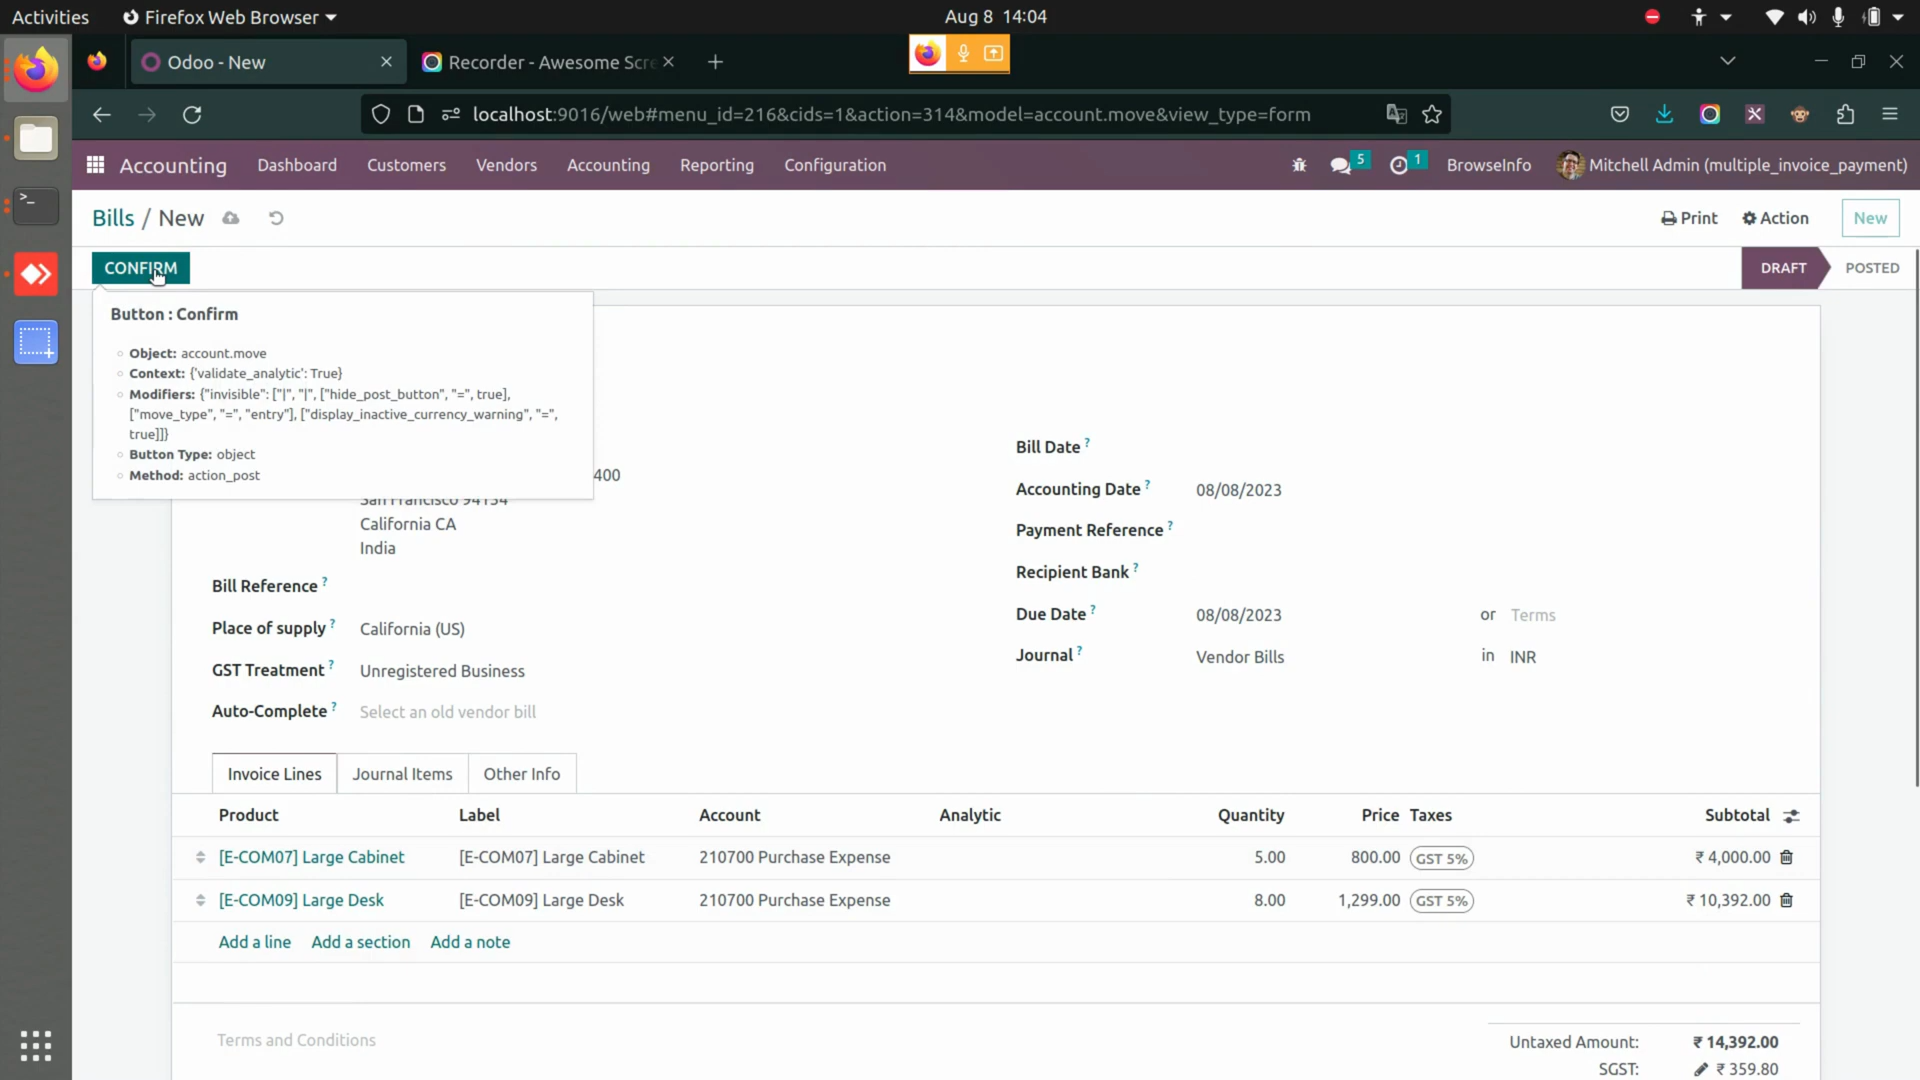 Activities Firefox Web Browser Aug 8 14:04
Odoo - New Recorder - Awesome Scre
localhost:9016/web#menu_id=216&cids=1&action=314&model=account.move&view_type=form
Accounting Dashboard Customers Vendors Accounting Reporting Configuration 5 1 BrowseInfo Mitchell Admin (multiple_invoice_payment)
Bills / New Print Action New
CONFIRM DRAFT POSTED
Button : Confirm
Object: account.move
Context: {'validate_analytic': True}
Modifiers: {"invisible": ["|", "|", ["hide_post_button", "=", true],
["move_type", "=", "entry"], ["display_inactive_currency_warning", "=",
true]]}
Button Type: object
Method: action_post
400
San Francisco 94134
California CA
India
Bill Reference ?
Place of supply ? California (US)
GST Treatment ? Unregistered Business
Auto-Complete ? Select an old vendor bill
Bill Date ?
Accounting Date ? 08/08/2023
Payment Reference ?
Recipient Bank ?
Due Date ? 08/08/2023 or Terms
Journal ? Vendor Bills in INR
Invoice Lines Journal Items Other Info
Product Label Account Analytic Quantity Price Taxes Subtotal
[E-COM07] Large Cabinet [E-COM07] Large Cabinet 210700 Purchase Expense 5.00 800.00 GST 5% ₹ 4,000.00
[E-COM09] Large Desk [E-COM09] Large Desk 210700 Purchase Expense 8.00 1,299.00 GST 5% ₹ 10,392.00
Add a line Add a section Add a note
Terms and Conditions
Untaxed Amount: ₹ 14,392.00
SGST: ₹ 359.80